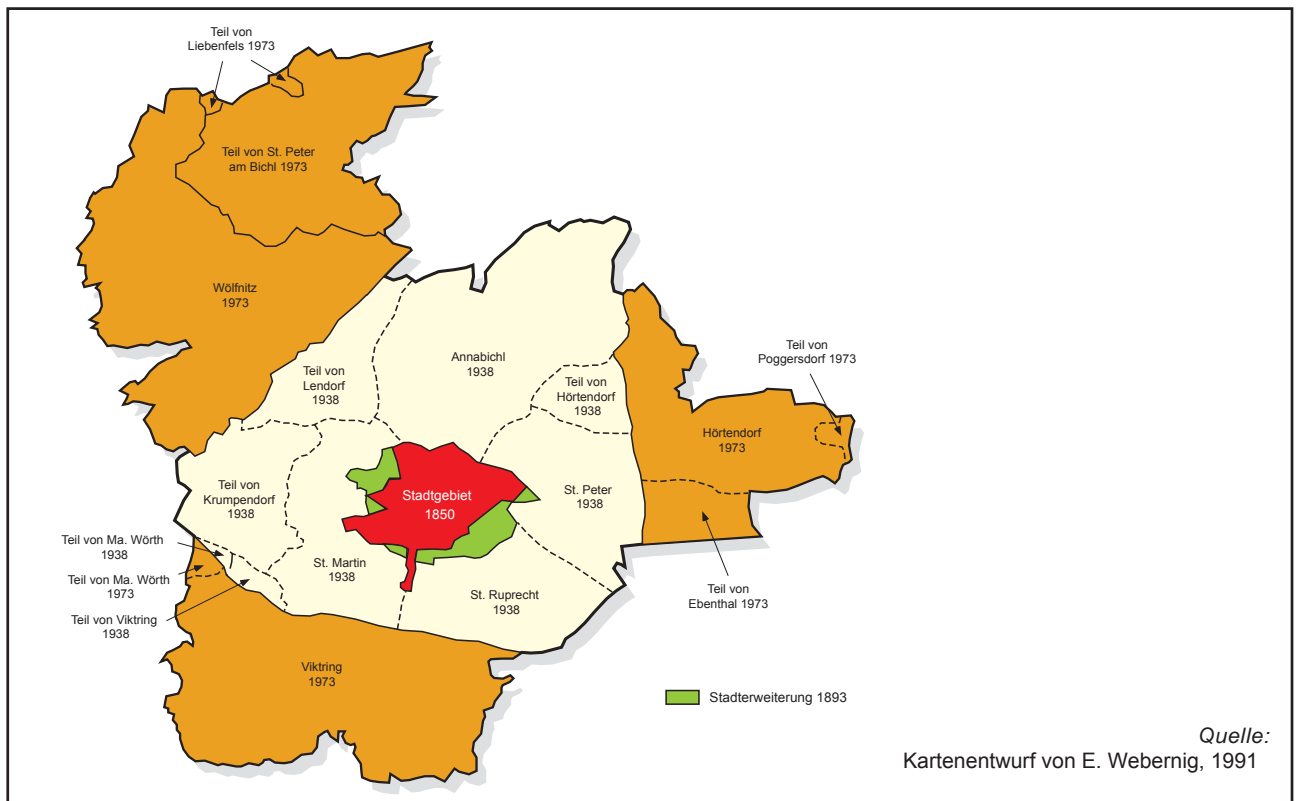 Teil von
Liebenfels 1973
Teil von St. Peter
am Bichl 1973
Wölfnitz
1973
Annabichl
1938
Teil von
Lendorf
1938
Teil von
Hörtendorf
1938
Teil von
Poggersdorf 1973
Hörtendorf
1973
Teil von
Krumpendorf
1938
Stadtgebiet
1850
St. Peter
1938
Teil von Ma. Wörth
1938
Teil von Ma. Wörth
1973
Teil von Viktring
1938
St. Martin
1938
St. Ruprecht
1938
Teil von
Ebenthal 1973
Viktring
1973
Stadterweiterung 1893
Quelle:
Kartenentwurf von E. Webernig, 1991